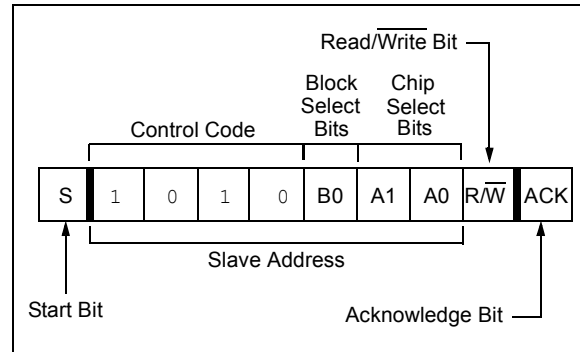 Read/Write Bit
Block
Select
Bits
Chip
Select
Bits
Control Code
S 1 0 1 0 B0 A1 A0 R/W ACK
Slave Address
Start Bit
Acknowledge Bit